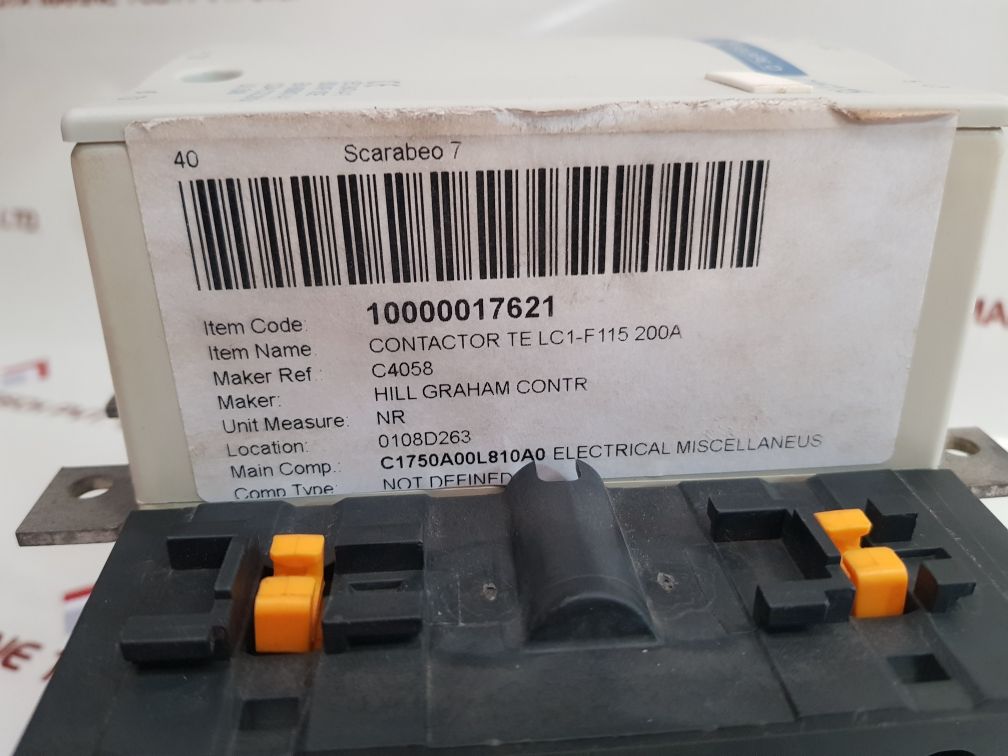 40 Scarabeo 7
Item Code: 10000017621
Item Name. CONTACTOR TE LC1-F115 200A
Maker Ref.: C4058
Maker: HILL GRAHAM CONTR
Unit Measure: NR
Location: 0108D263
Main Comp.: C1750A00L810A0 ELECTRICAL MISCELLANEUS
Comp Type: NOT DEFINED
LTD